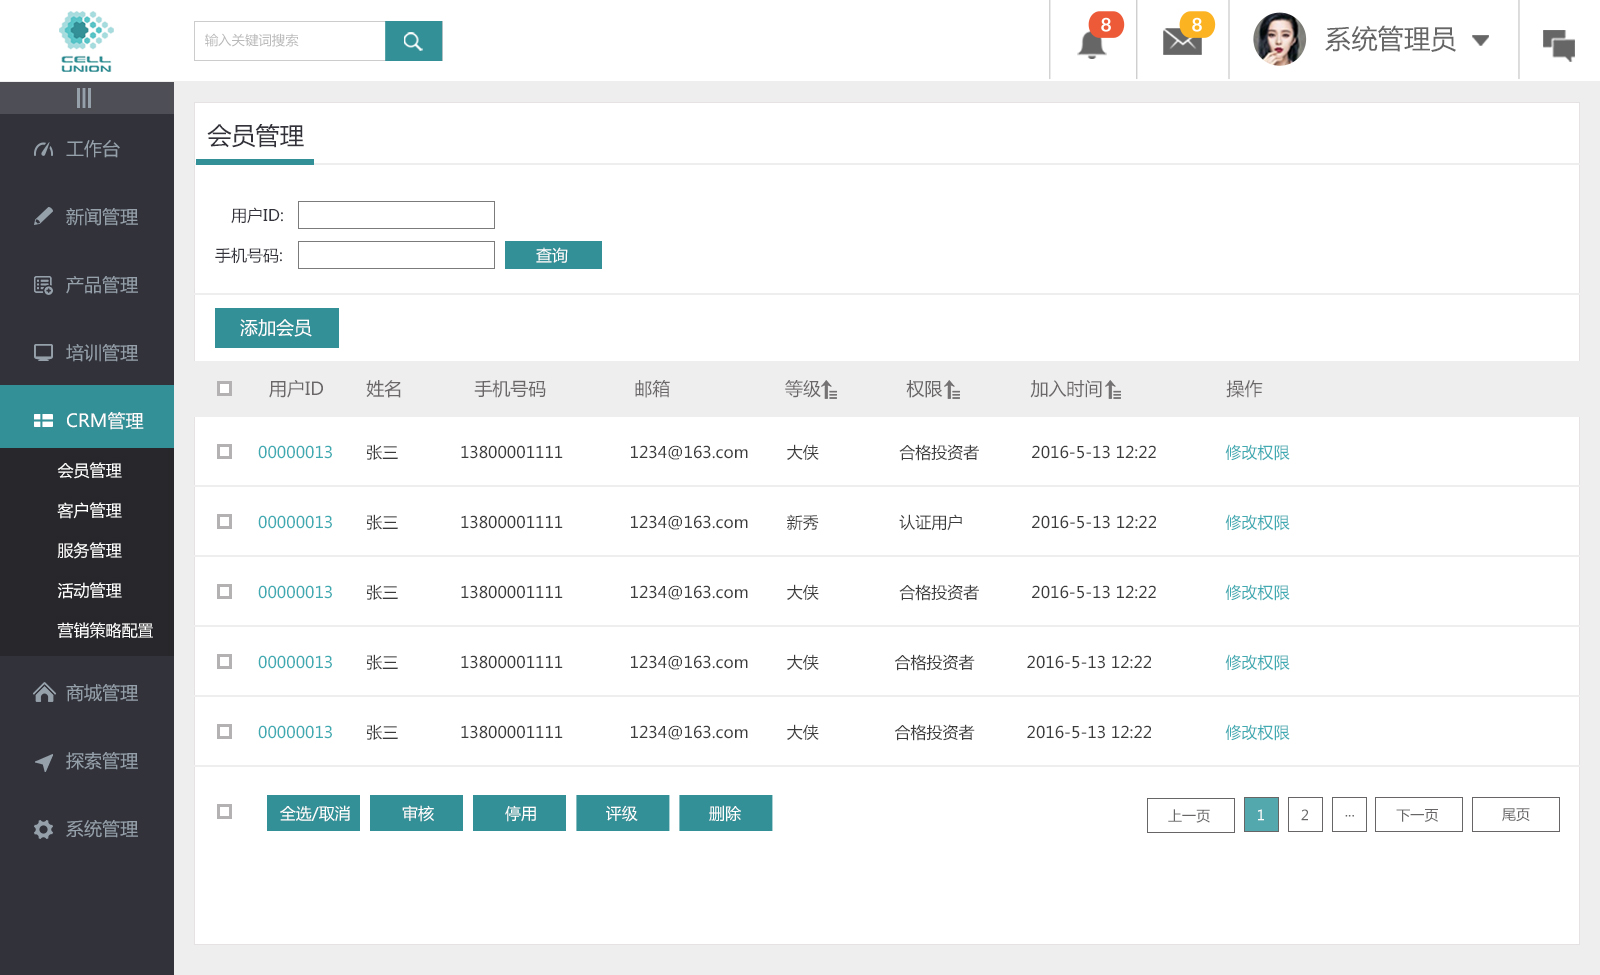 CELL
UNION
输入关键词搜索
8
8
系统管理员
工作台
新闻管理
产品管理
培训管理
CRM管理
会员管理
客户管理
服务管理
活动管理
营销策略配置
商城管理
探索管理
系统管理
会员管理
用户ID:
手机号码:
查询
添加会员
用户ID 姓名 手机号码 邮箱 等级 权限 加入时间 操作
00000013 张三 13800001111 1234@163.com 大侠 合格投资者 2016-5-13 12:22 修改权限
00000013 张三 13800001111 1234@163.com 新秀 认证用户 2016-5-13 12:22 修改权限
00000013 张三 13800001111 1234@163.com 大侠 合格投资者 2016-5-13 12:22 修改权限
00000013 张三 13800001111 1234@163.com 大侠 合格投资者 2016-5-13 12:22 修改权限
00000013 张三 13800001111 1234@163.com 大侠 合格投资者 2016-5-13 12:22 修改权限
全选/取消 审核 停用 评级 删除
上一页 1 2 ... 下一页 尾页